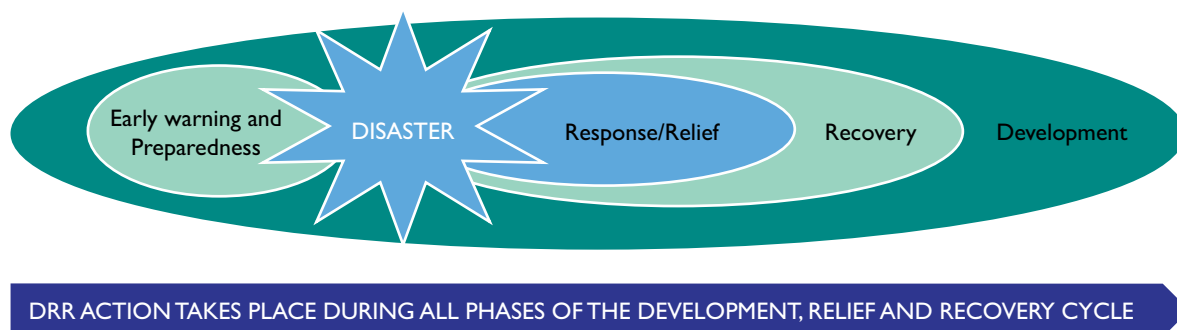 Early warning and
Preparedness
DISASTER
Response/Relief
Recovery
Development
DRR ACTION TAKES PLACE DURING ALL PHASES OF THE DEVELOPMENT, RELIEF AND RECOVERY CYCLE